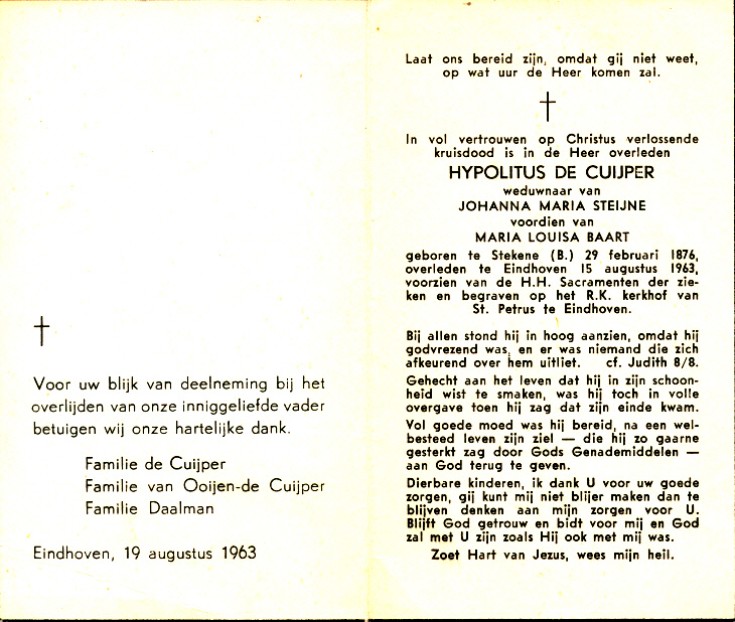 Voor uw blijk van deelneming bij het
overlijden van onze inniggeliefde vader
betuigen wij onze hartelijke dank.
Familie de Cuijper
Familie van Ooijen-de Cuijper
Familie Daalman
Eindhoven, 19 augustus 1963
Laat ons bereid zijn, omdat gij niet weet,
op wat uur de Heer komen zal.
In vol vertrouwen op Christus verlossende
kruisdood is in de Heer overleden
HYPOLITUS DE CUIJPER
weduwnaar van
JOHANNA MARIA STEIJNE
voordien van
MARIA LOUISA BAART
geboren te Stekene (B.) 29 februari 1876,
overleden te Eindhoven 15 augustus 1963,
voorzien van de H.H. Sacramenten der zie-
ken en begraven op het R.K. kerkhof van
St. Petrus te Eindhoven.
Bij allen stond hij in hoog aanzien, omdat hij
godvrezend was, en er was niemand die zich
afkeurend over hem uitliet. cf. Judith 8/8.
Gehecht aan het leven dat hij in zijn schoon-
heid wist te smaken, was hij toch in volle
overgave toen hij zag dat zijn einde kwam.
Vol goede moed was hij bereid, na een wel-
besteed leven zijn ziel — die hij zo gaarne
gesterkt zag door Gods Genademiddelen —
aan God terug te geven.
Dierbare kinderen, ik dank U voor uw goede
zorgen, gij kunt mij niet blijer maken dan te
blijven denken aan mijn zorgen voor U.
Blijft God getrouw en bidt voor mij en God
zal met U zijn zoals Hij ook met mij was.
Zoet Hart van Jezus, wees mijn heil.